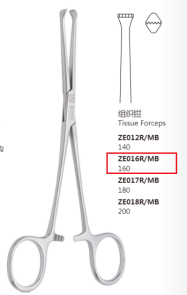 组织钳
Tissue Forceps
ZE012R/MB
140
ZE016R/MB
160
ZE017R/MB
180
ZE018R/MB
200